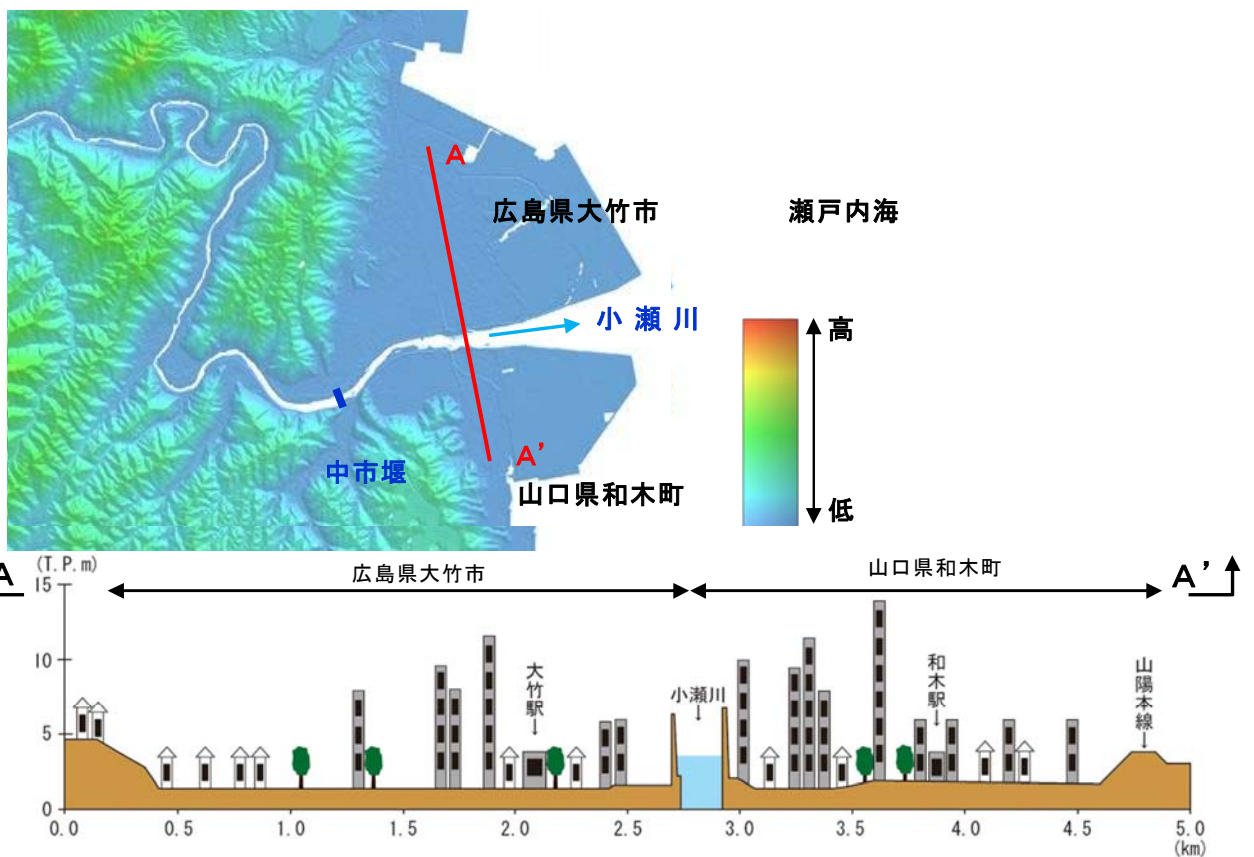 A
広島県大竹市
瀬戸内海
小瀬川
高
中市堰
A'
山口県和木町
低
A
(T.P.m)
広島県大竹市
山口県和木町
A'
15
10
5
0
大竹駅
小瀬川
和木駅
山陽本線
0.0 0.5 1.0 1.5 2.0 2.5 3.0 3.5 4.0 4.5 5.0
(km)